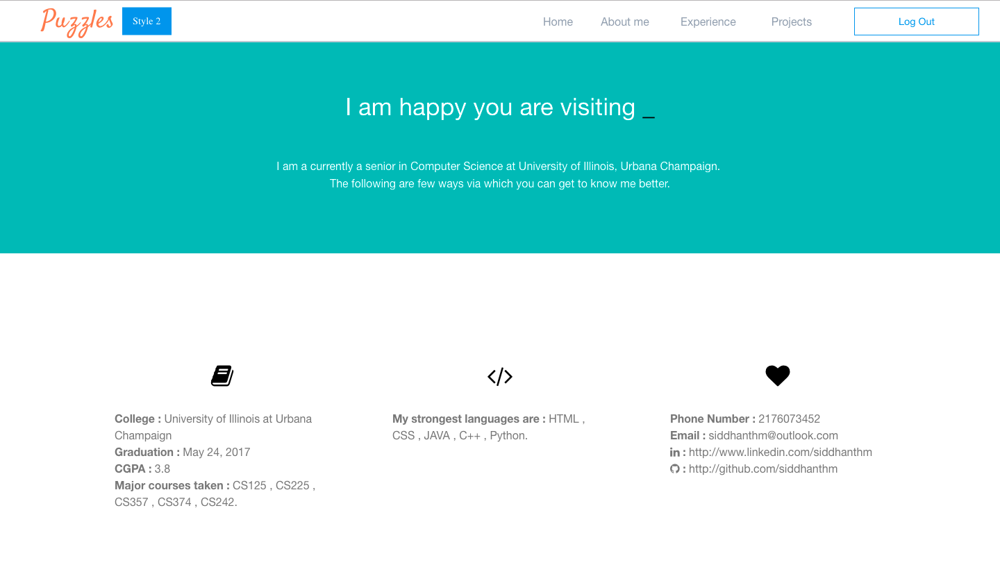 Puzzles Style 2 Home About me Experience Projects Log Out
I am happy you are visiting _
I am a currently a senior in Computer Science at University of Illinois, Urbana Champaign.
The following are few ways via which you can get to know me better.
College : University of Illinois at Urbana
Champaign
Graduation : May 24, 2017
CGPA : 3.8
Major courses taken : CS125 , CS225 ,
CS357 , CS374 , CS242.
My strongest languages are : HTML ,
CSS , JAVA , C++ , Python.
Phone Number : 2176073452
Email : siddhanthm@outlook.com
in : http://www.linkedin.com/siddhanthm
: http://github.com/siddhanthm